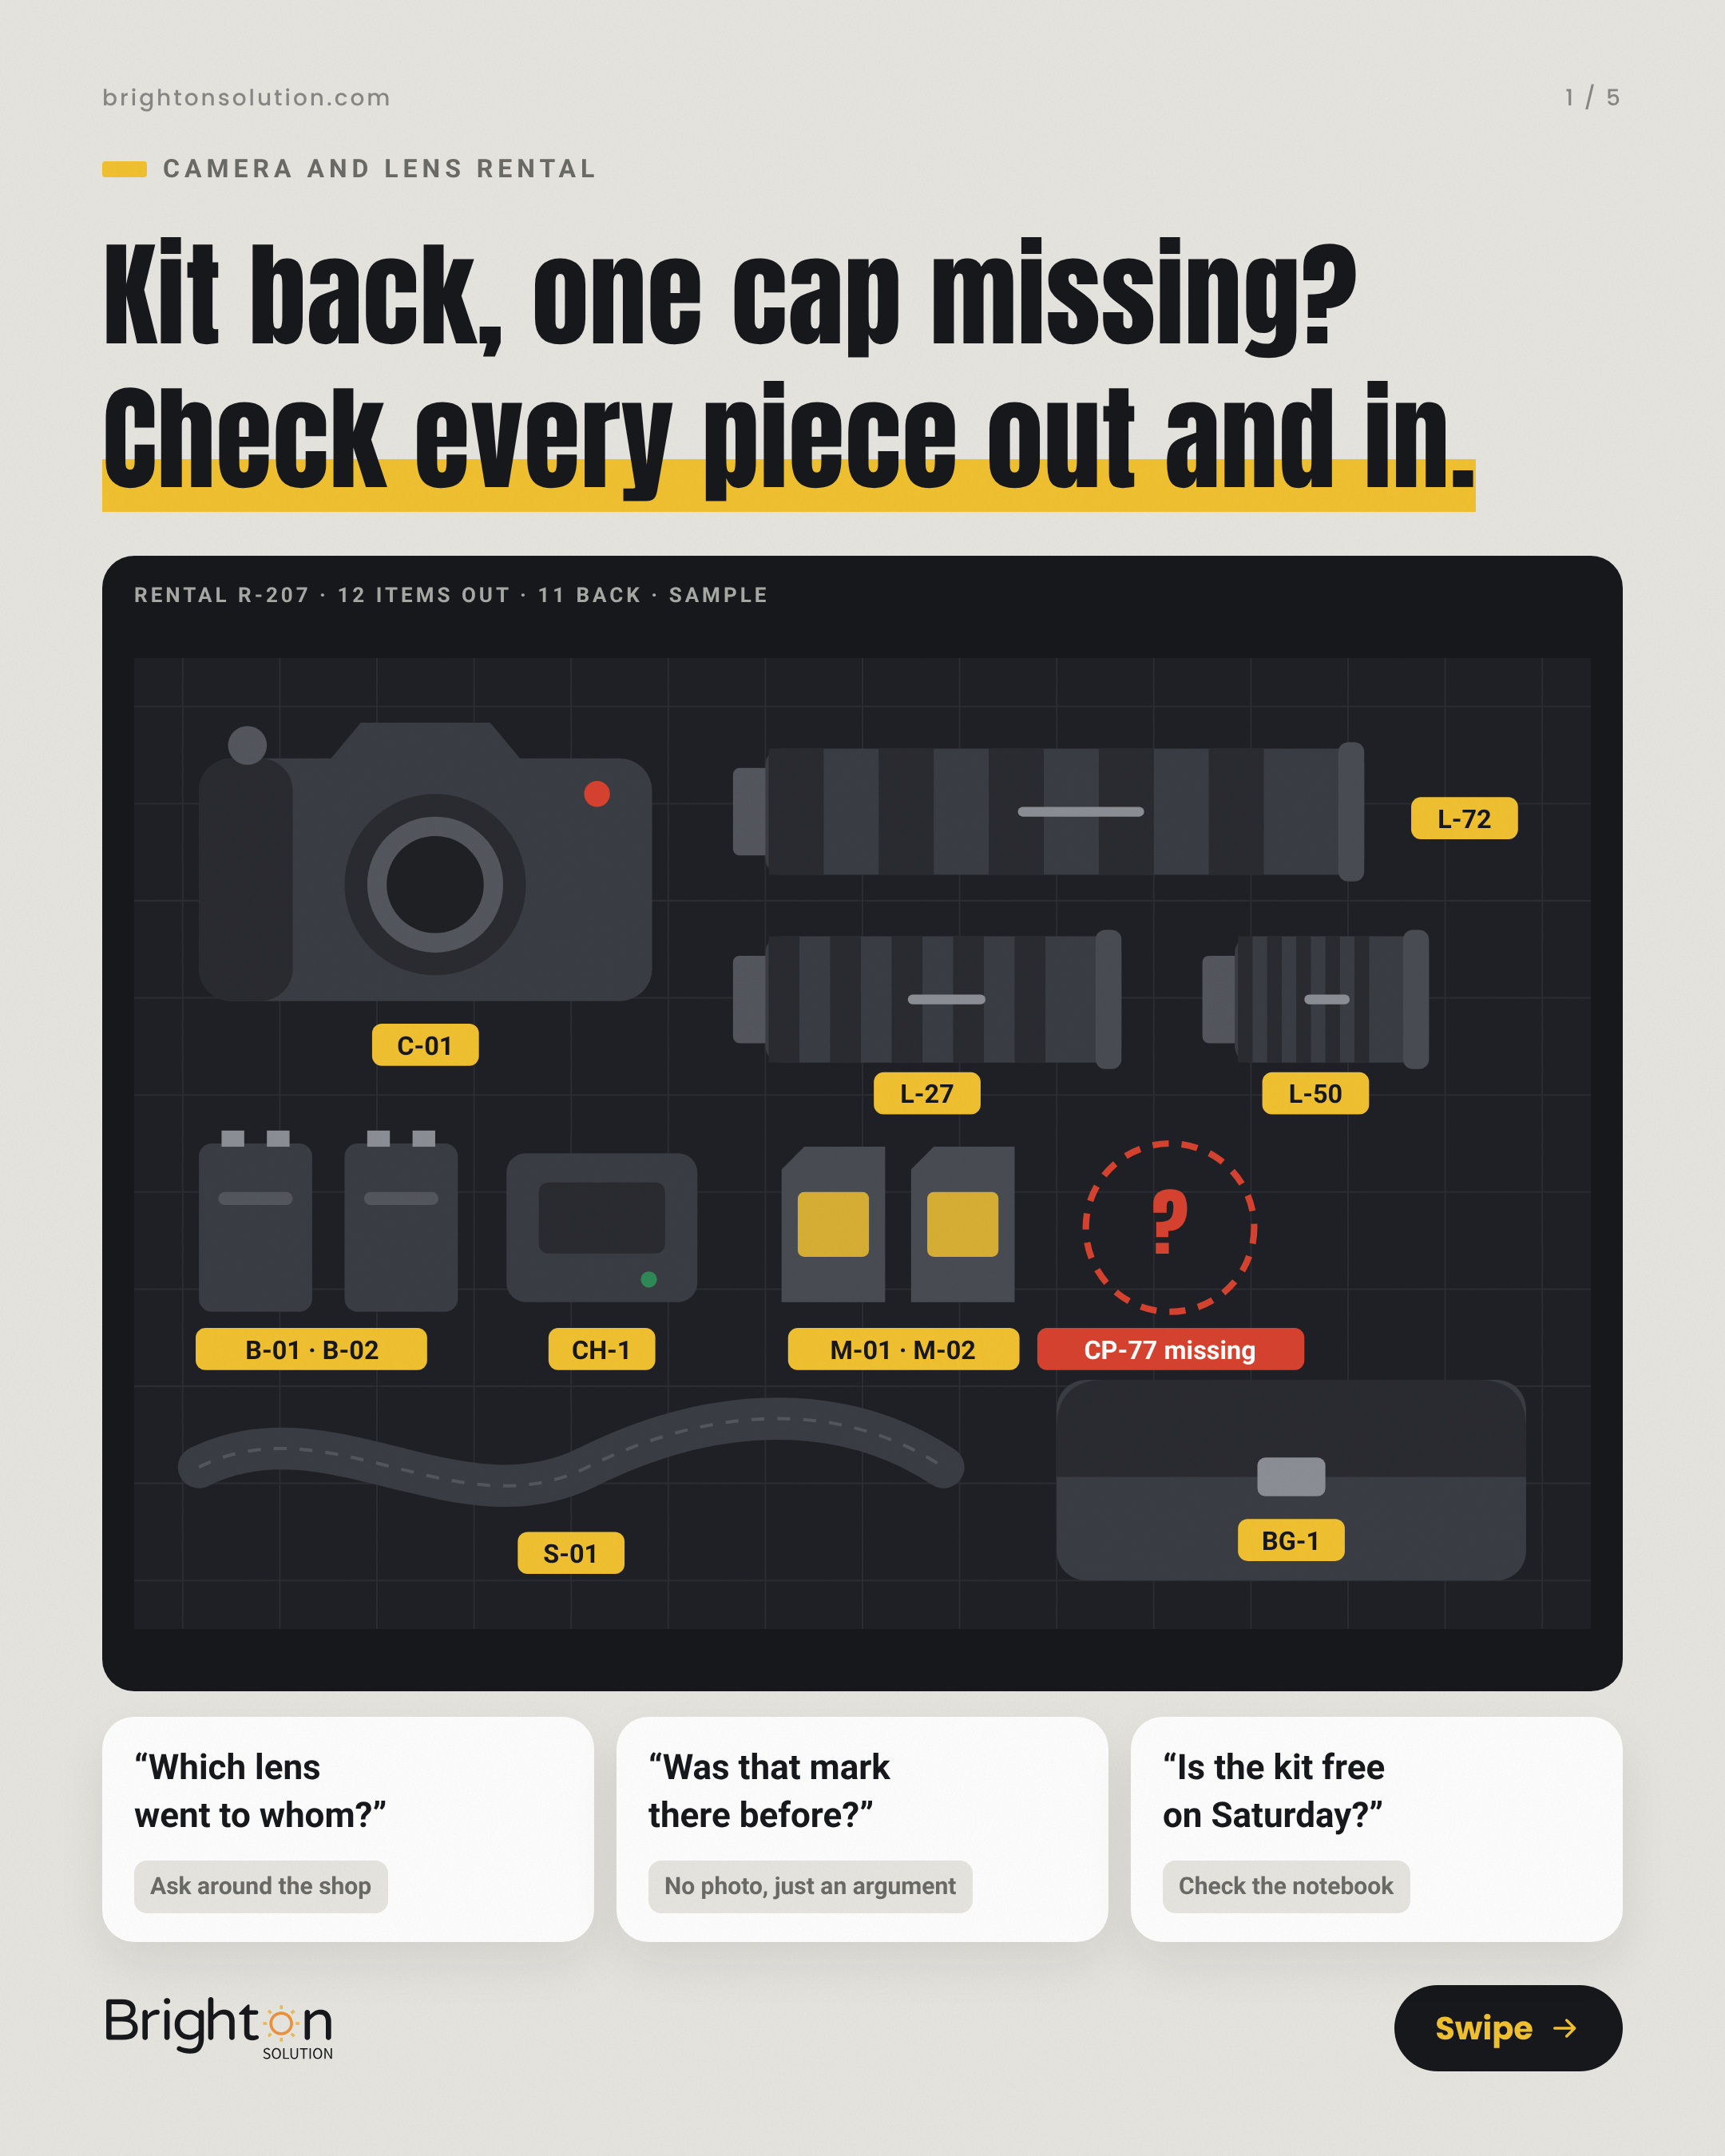 brightonsolution.com
1 / 5
CAMERA AND LENS RENTAL
Kit back, one cap missing?
Check every piece out and in.
RENTAL R-207 · 12 ITEMS OUT · 11 BACK · SAMPLE
L-72
C-01
L-27
L-50
?
B-01 · B-02
CH-1
M-01 · M-02
CP-77 missing
S-01
BG-1
“Which lens
went to whom?”
Ask around the shop
“Was that mark
there before?”
No photo, just an argument
“Is the kit free
on Saturday?”
Check the notebook
Brighton
SOLUTION
Swipe →